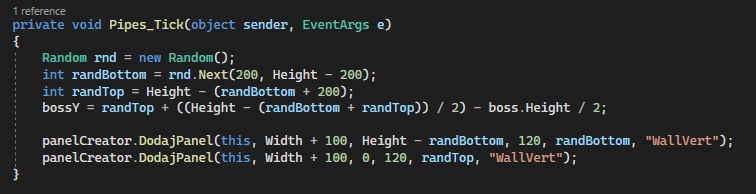 1 reference
private void Pipes_Tick(object sender, EventArgs e)
{
Random rnd = new Random();
int randBottom = rnd.Next(200, Height - 200);
int randTop = Height - (randBottom + 200);
bossY = randTop + ((Height - (randBottom + randTop)) / 2) - boss.Height / 2;
panelCreator.DodajPanel(this, Width + 100, Height - randBottom, 120, randBottom, "WallVert");
panelCreator.DodajPanel(this, Width + 100, 0, 120, randTop, "WallVert");
}